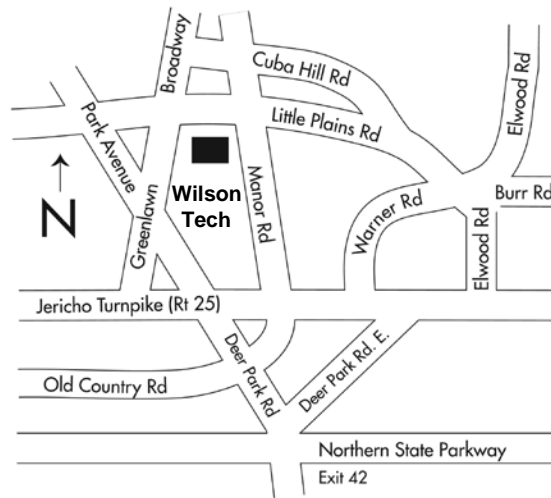 Broadway
Cuba Hill Rd
Elwood Rd
Park Avenue
Little Plains Rd
Wilson
Tech
Manor Rd
Warner Rd
Burr Rd
N
Greenlawn
Elwood Rd
Jericho Turnpike (Rt 25)
Deer Park Rd
Deer Park Rd. E.
Old Country Rd
Northern State Parkway
Exit 42